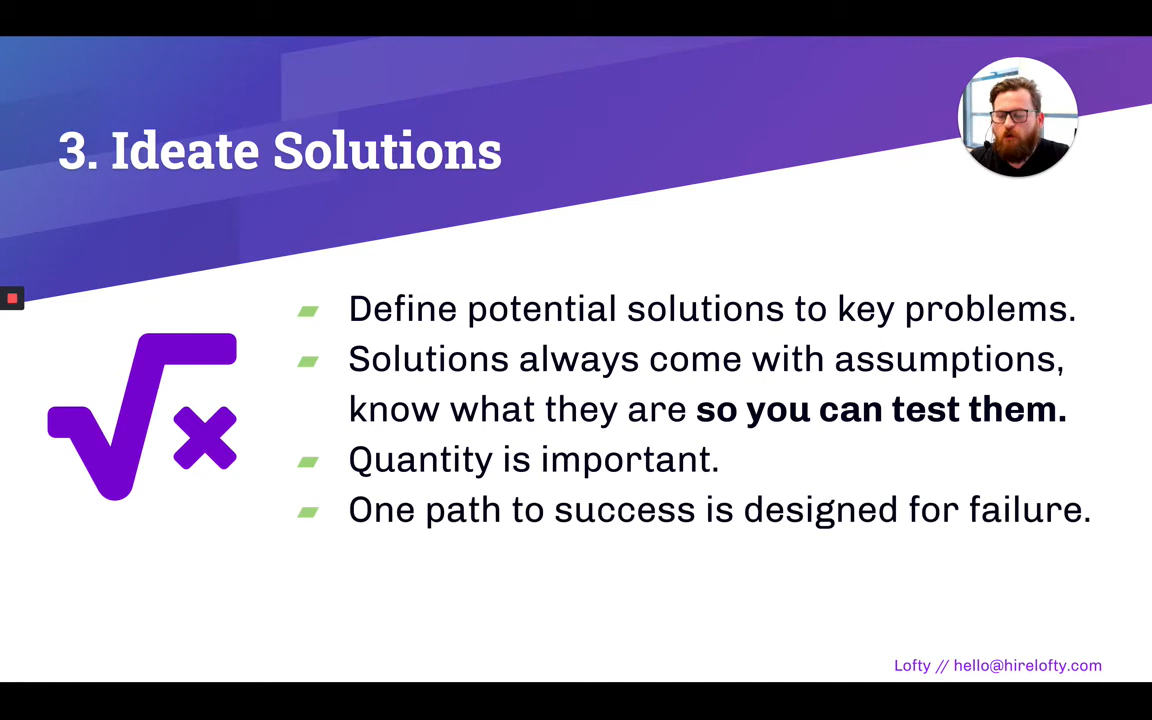 3. Ideate Solutions
Define potential solutions to key problems.
Solutions always come with assumptions,
know what they are so you can test them.
Quantity is important.
One path to success is designed for failure.
Lofty // hello@hirelofty.com